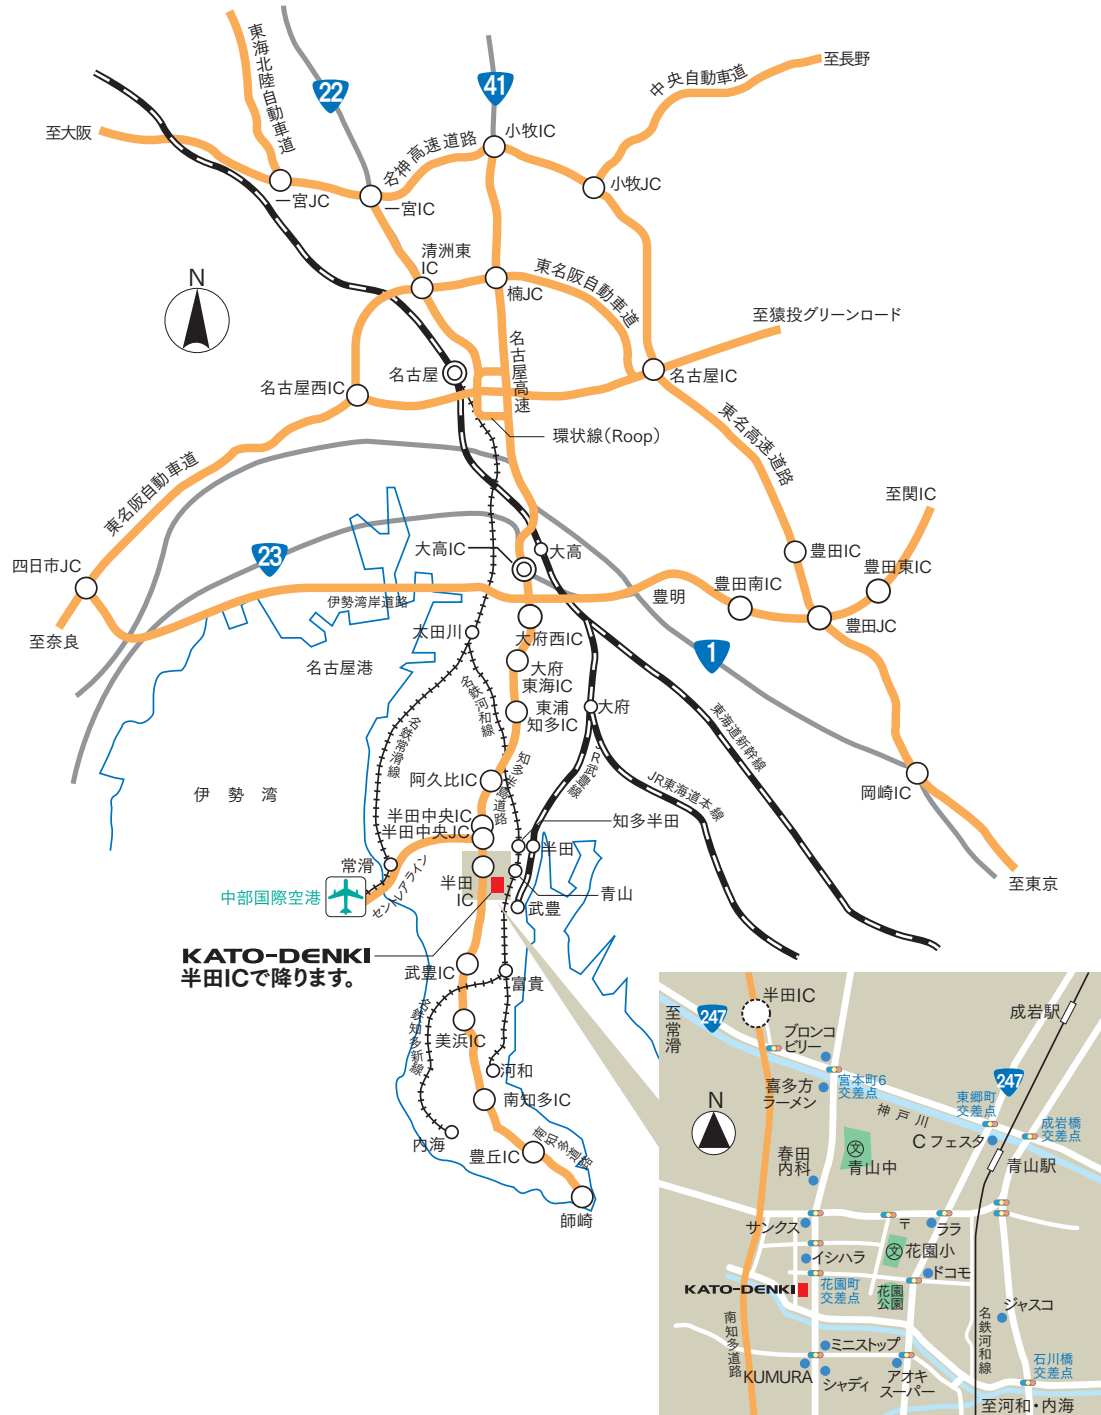 東海北陸自動車道
22
41
中央自動車道
至長野
至大阪
名神高速道路
小牧IC
小牧JC
一宮JC
一宮IC
清洲東
IC
楠JC
東名阪自動車道
N
至猿投グリーンロード
名古屋
名古屋高速
名古屋西IC
名古屋IC
環状線(Roop)
東名高速道路
東名阪自動車道
至関IC
四日市JC
23
大高IC
大高
豊田IC
豊田東IC
豊田南IC
伊勢湾岸道路
豊明
豊田JC
至奈良
太田川
大府西IC
名古屋港
1
大府
東海IC
名鉄河和線
東浦
知多IC
大府
名鉄常滑線
東海道新幹線
JR武豊線
知多半島道路
JR東海道本線
阿久比IC
岡崎IC
伊勢湾
半田中央IC
半田中央JC
知多半田
半田
常滑
至東京
中部国際空港
セントレアライン
半田
IC
青山
武豊
KATO-DENKI
半田ICで降ります。
武豊IC
富貴
名鉄知多新線
美浜IC
河和
南知多IC
内海
豊丘IC
南知多道路
師崎
半田IC
至常滑
247
ブロンコ
ビリー
成岩駅
喜多方
ラーメン
宮本町6
交差点
247
神戸川
東郷町
交差点
成岩橋
交差点
N
Cフェスタ
文
青山中
青山駅
春田
内科
サンクス
〒
ララ
文
花園小
イシハラ
ドコモ
KATO-DENKI
花園町
交差点
花園
公園
ジャスコ
南知多道路
ミニストップ
名鉄河和線
KUMURA
シャディ
アオキ
スーパー
石川橋
交差点
至河和・内海